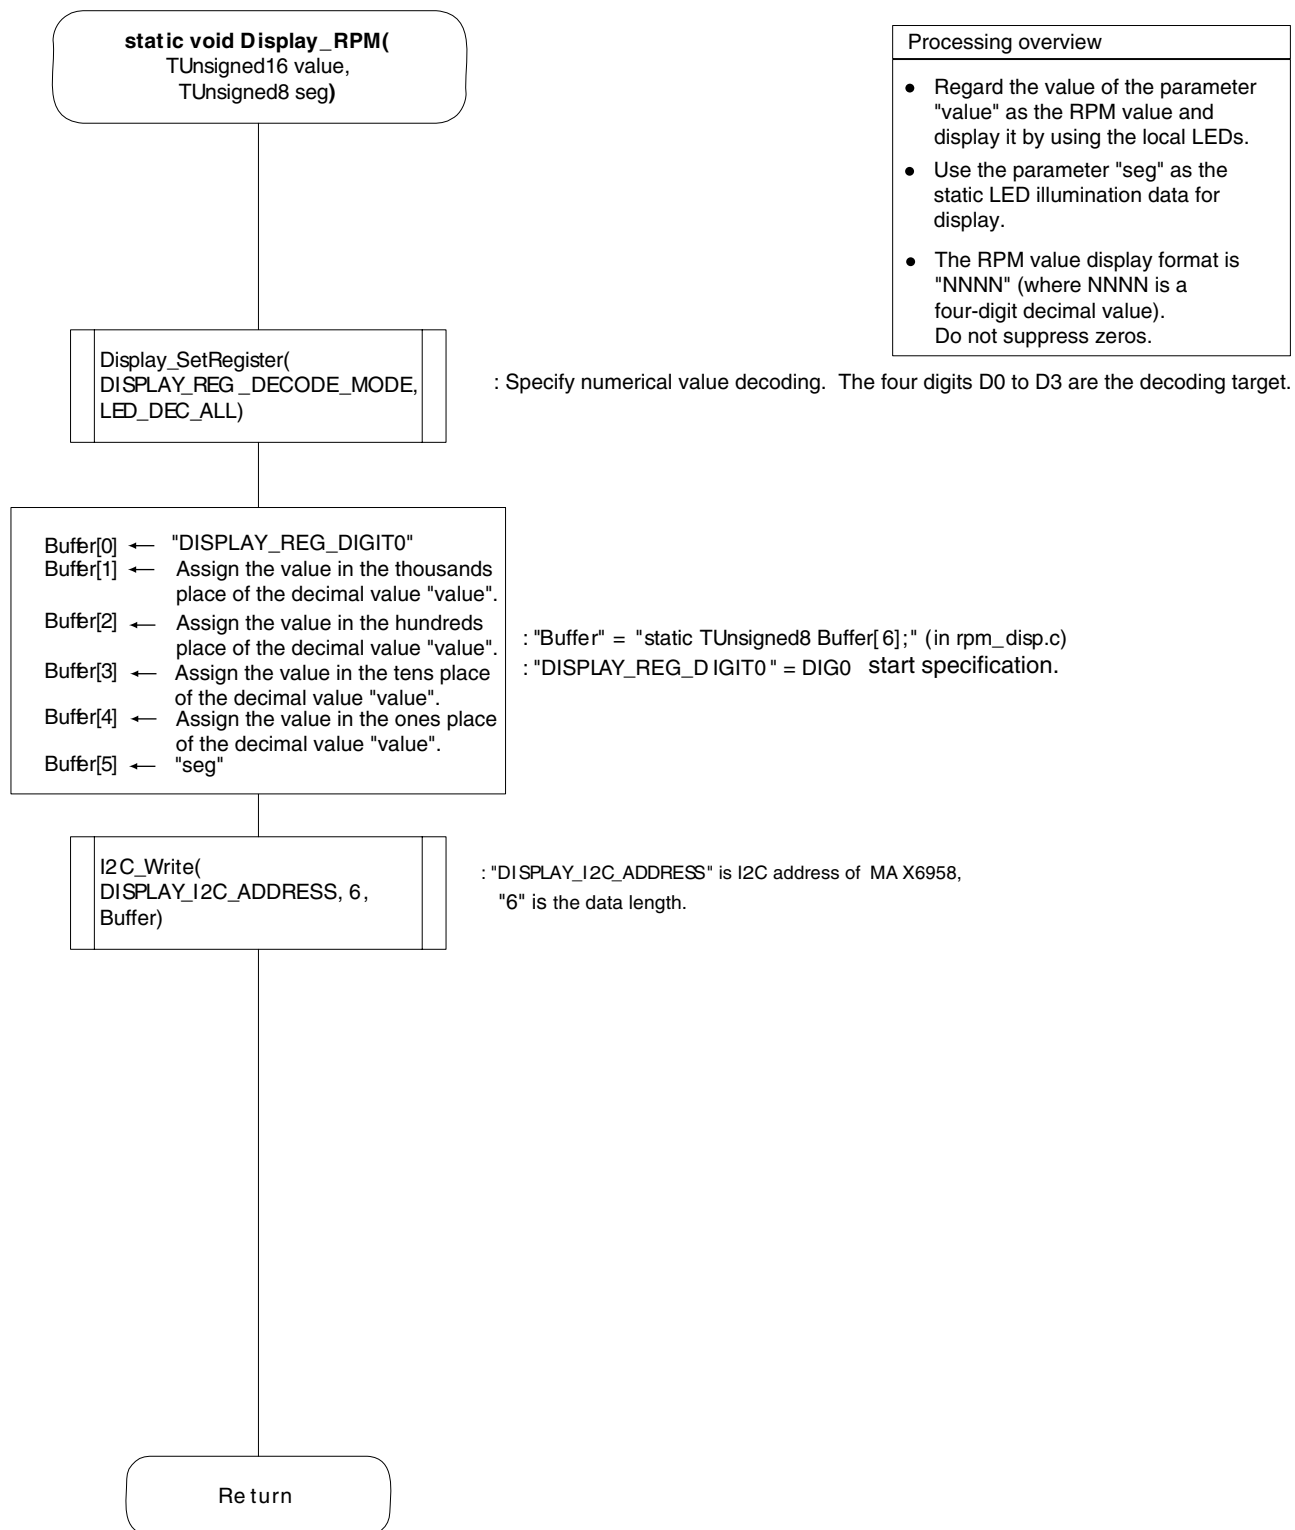 static void Display_RPM(
TUnsigned16 value,
TUnsigned8 seg)
Processing overview
● Regard the value of the parameter
"value" as the RPM value and
display it by using the local LEDs.
● Use the parameter "seg" as the
static LED illumination data for
display.
● The RPM value display format is
"NNNN" (where NNNN is a
four-digit decimal value).
Do not suppress zeros.
Display_SetRegister(
DISPLAY_REG_DECODE_MODE,
LED_DEC_ALL)
: Specify numerical value decoding. The four digits D0 to D3 are the decoding target.
Buffer[0] ← "DISPLAY_REG_DIGIT0"
Buffer[1] ← Assign the value in the thousands
place of the decimal value "value".
Buffer[2] ← Assign the value in the hundreds
place of the decimal value "value".
Buffer[3] ← Assign the value in the tens place
of the decimal value "value".
Buffer[4] ← Assign the value in the ones place
of the decimal value "value".
Buffer[5] ← "seg"
: "Buffer" = "static TUnsigned8 Buffer[6];" (in rpm_disp.c)
: "DISPLAY_REG_DIGIT0" = DIG0 start specification.
I2C_Write(
DISPLAY_I2C_ADDRESS, 6,
Buffer)
: "DISPLAY_I2C_ADDRESS" is I2C address of MAX6958,
"6" is the data length.
Return